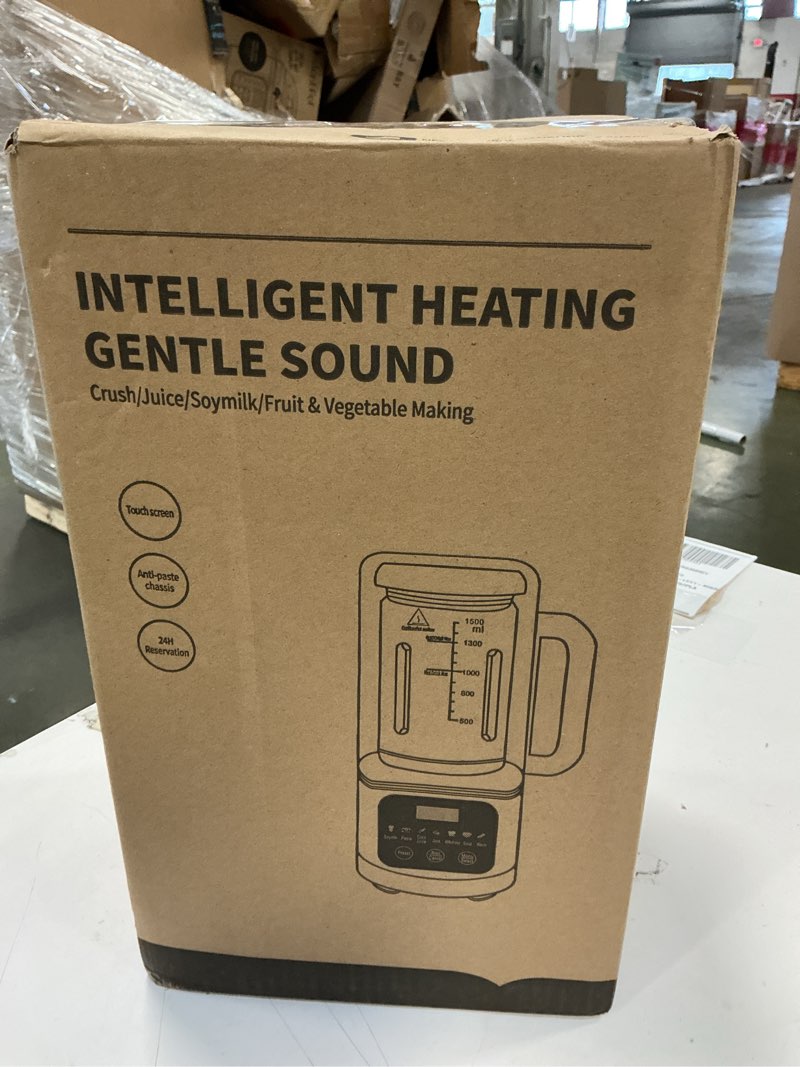 INTELLIGENT HEATING
GENTLE SOUND
Crush/Juice/Soymilk/Fruit & Vegetable Making
Touch screen
Anti-paste
chassis
24H
Reservation
1500
ml
1300
1000
800
600